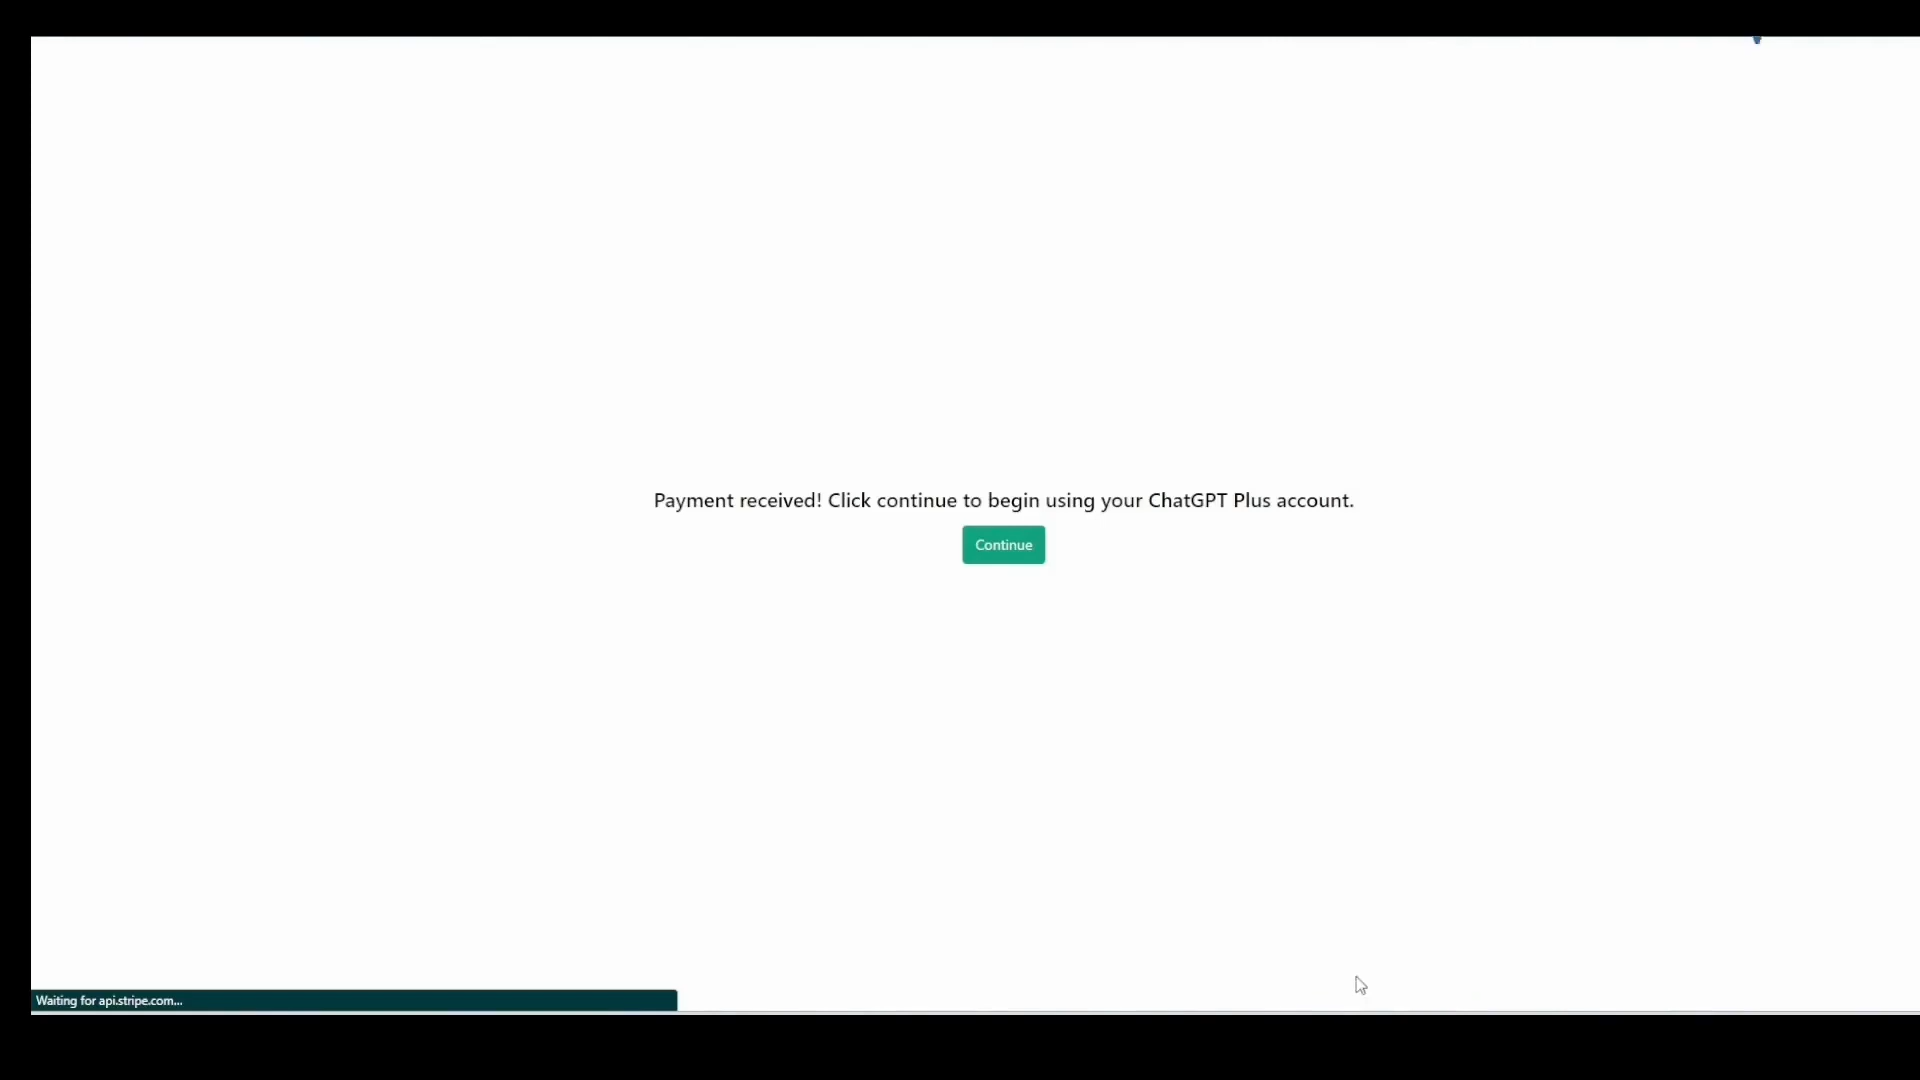 Payment received! Click continue to begin using your ChatGPT Plus account.
Continue
Waiting for api.stripe.com...